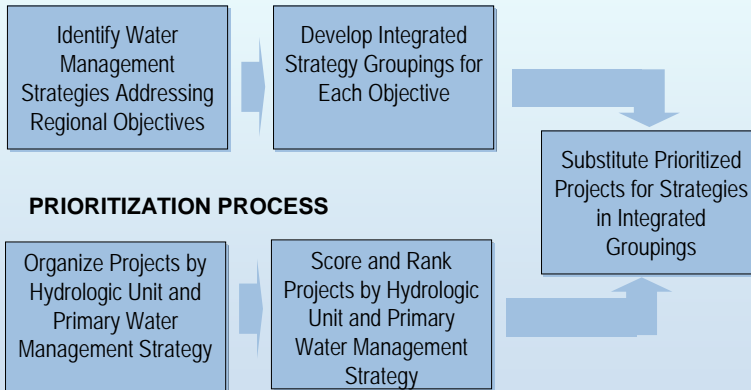 Identify Water
Management
Strategies Addressing
Regional Objectives
Develop Integrated
Strategy Groupings for
Each Objective
Substitute Prioritized
Projects for Strategies
in Integrated
Groupings
PRIORITIZATION PROCESS
Organize Projects by
Hydrologic Unit and
Primary Water
Management Strategy
Score and Rank
Projects by Hydrologic
Unit and Primary
Water Management
Strategy